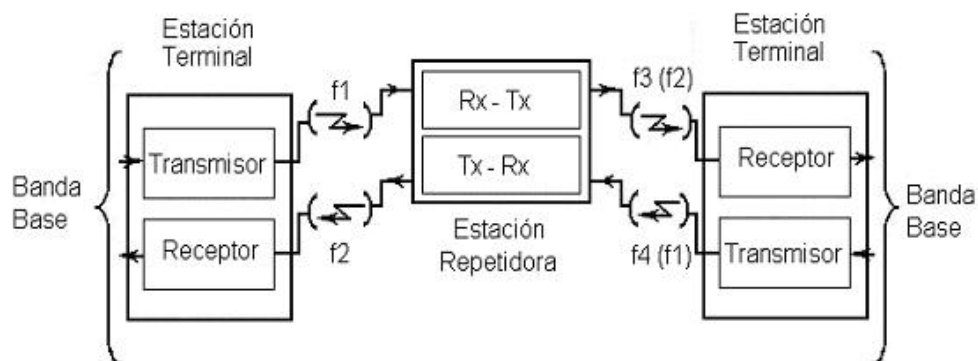 Estación
Terminal
f1
Transmisor
Receptor
f2
Banda
Base
Rx - Tx
Tx - Rx
Estación
Repetidora
Estación
Terminal
f3 (f2)
Receptor
Transmisor
f4 (f1)
Banda
Base